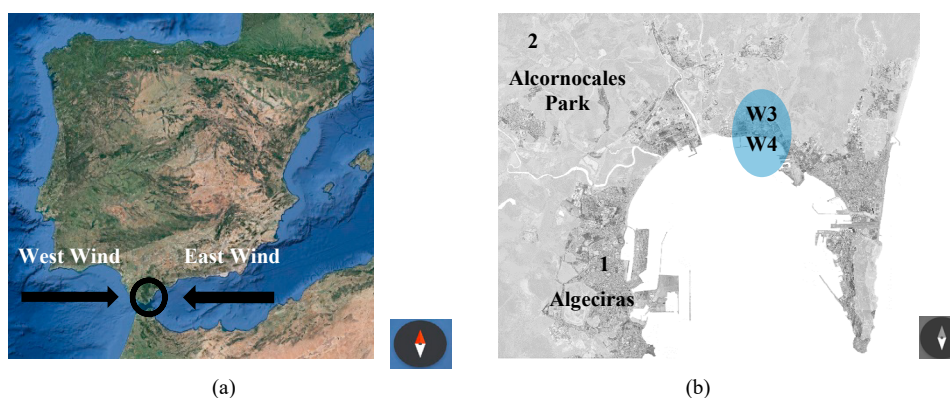 West Wind East Wind
(a)
2
Alcornocales
Park
W3
W4
1
Algeciras
(b)